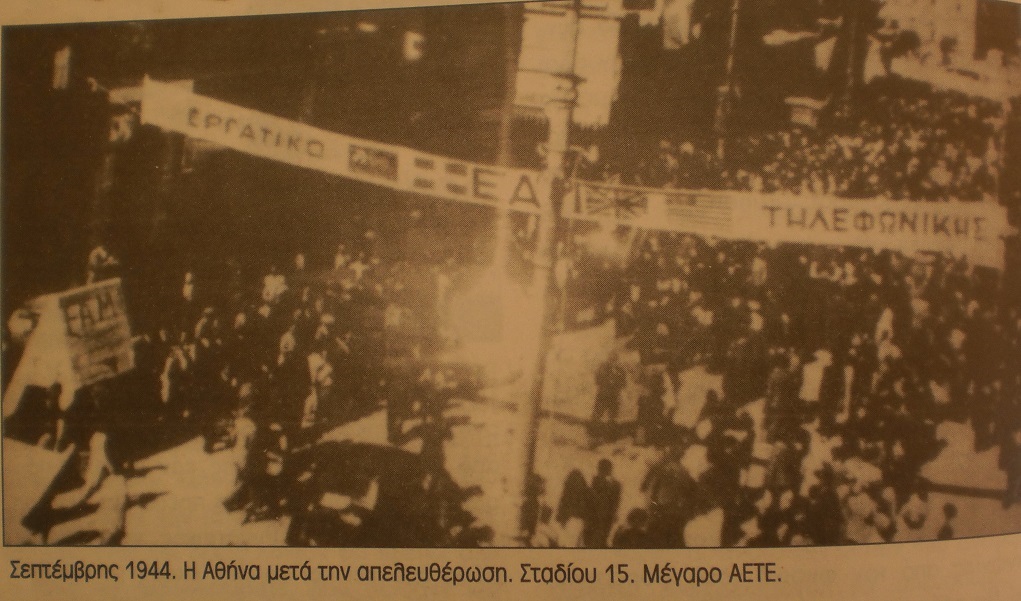 ΕΡΓΑΤΙΚΟ ΕΑΜ ΤΗΛΕΦΩΝΙΚΗΣ
ΕΑΜ
Σεπτέμβρης 1944. Η Αθήνα μετά την απελευθέρωση. Σταδίου 15. Μέγαρο ΑΕΤΕ.